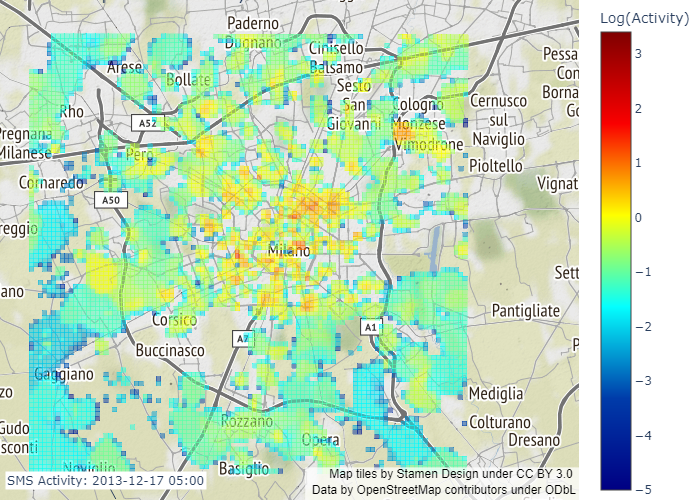 Log(Activity)
3
2
1
0
−1
−2
−3
−4
−5
Paderno
Dugnano
Cinisello
Balsamo
Arese
Bollate
Sesto
San
Giovanni
Cologno
Monzese
Cernusco
sul
Naviglio
Pessa
Con
Borna
Go
Rho
A52
Pregnana
Milanese
Pero
Vimodrone
Pioltello
Cornaredo
Vignat
A50
reggio
Milano
Sett
ano
Corsico
Pantigliate
A1
A7
P
Buccinasco
Gaggiano
zo
Mediglia
Rozzano
Colturano
Gudo
sconti
Opera
Dresano
Noviglio
Basiglio
SMS Activity: 2013-12-17 05:00
Map tiles by Stamen Design under CC BY 3.0
Data by OpenStreetMap contributors under ODbL